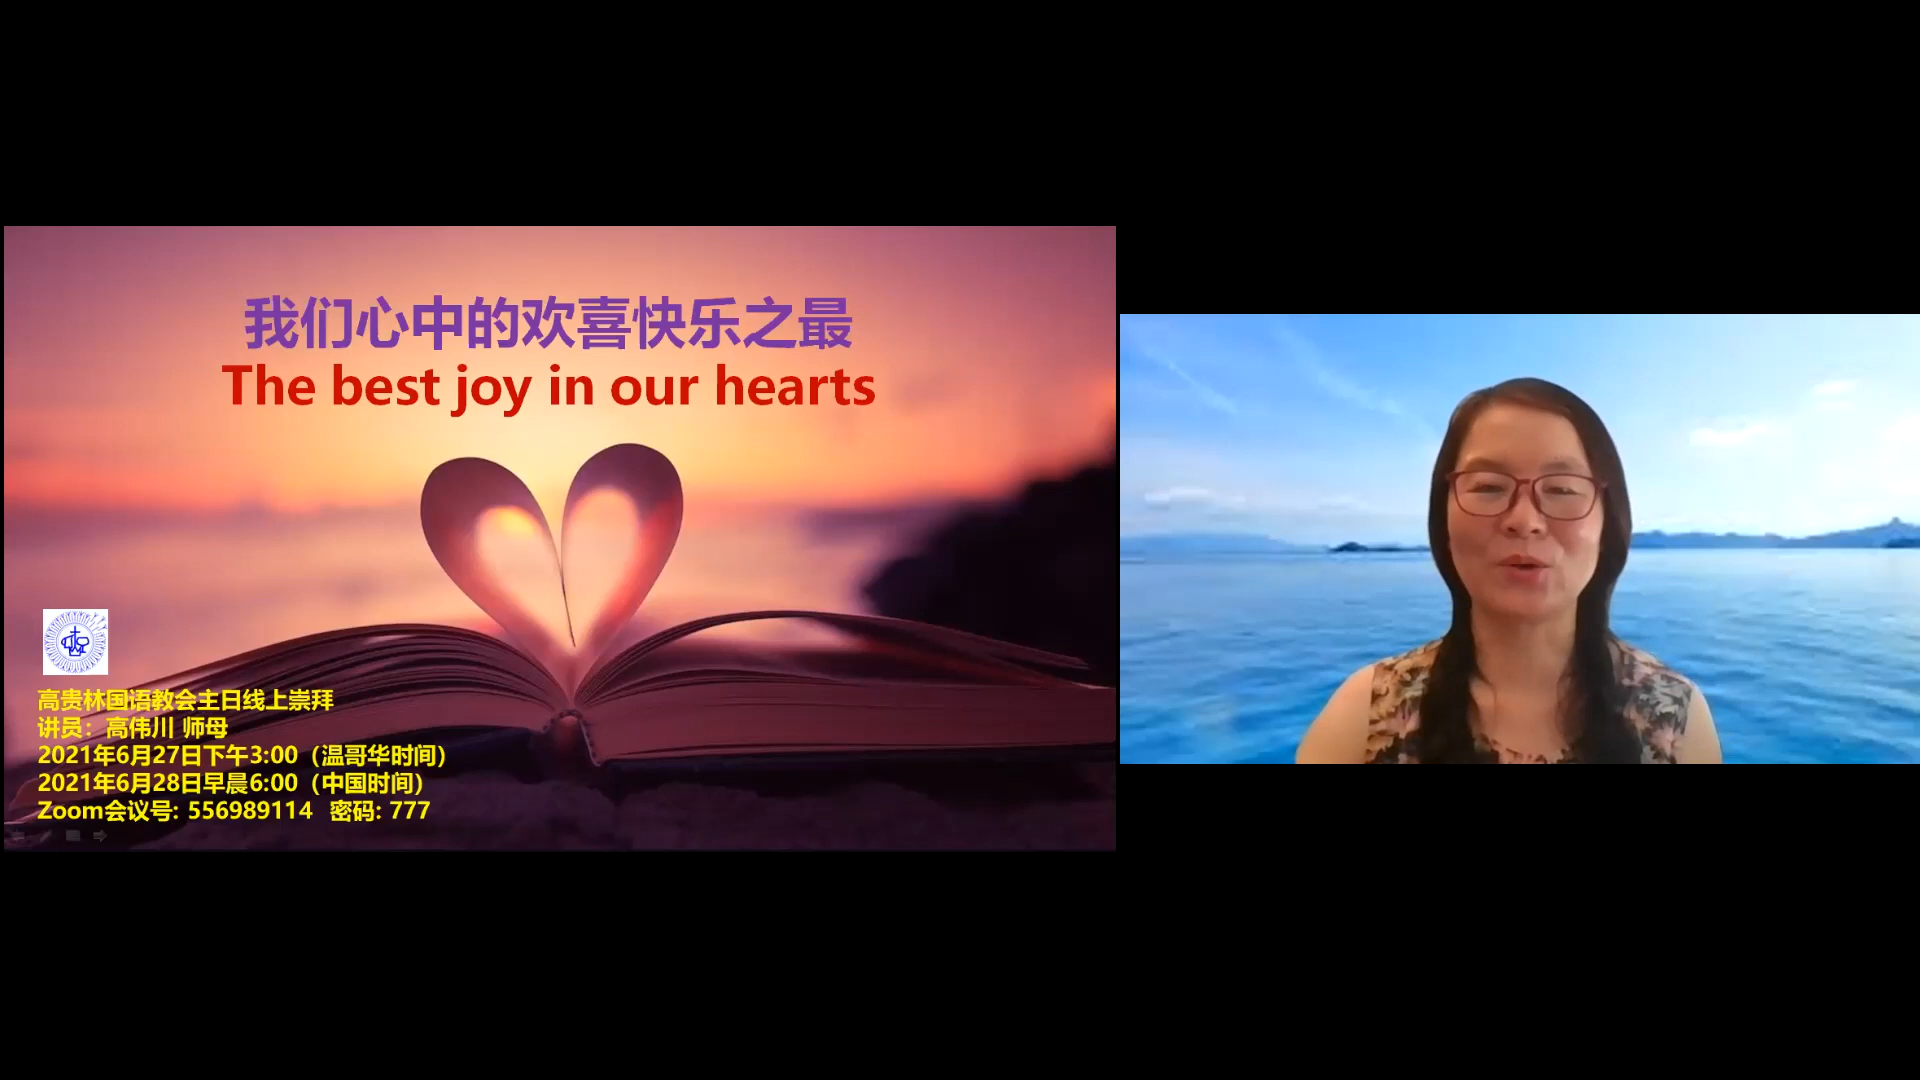 我们心中的欢喜快乐之最
The best joy in our hearts
高贵林国语教会主日线上崇拜
讲员：高伟川 师母
2021年6月27日下午3:00（温哥华时间）
2021年6月28日早晨6:00（中国时间）
Zoom会议号: 556989114 密码: 777